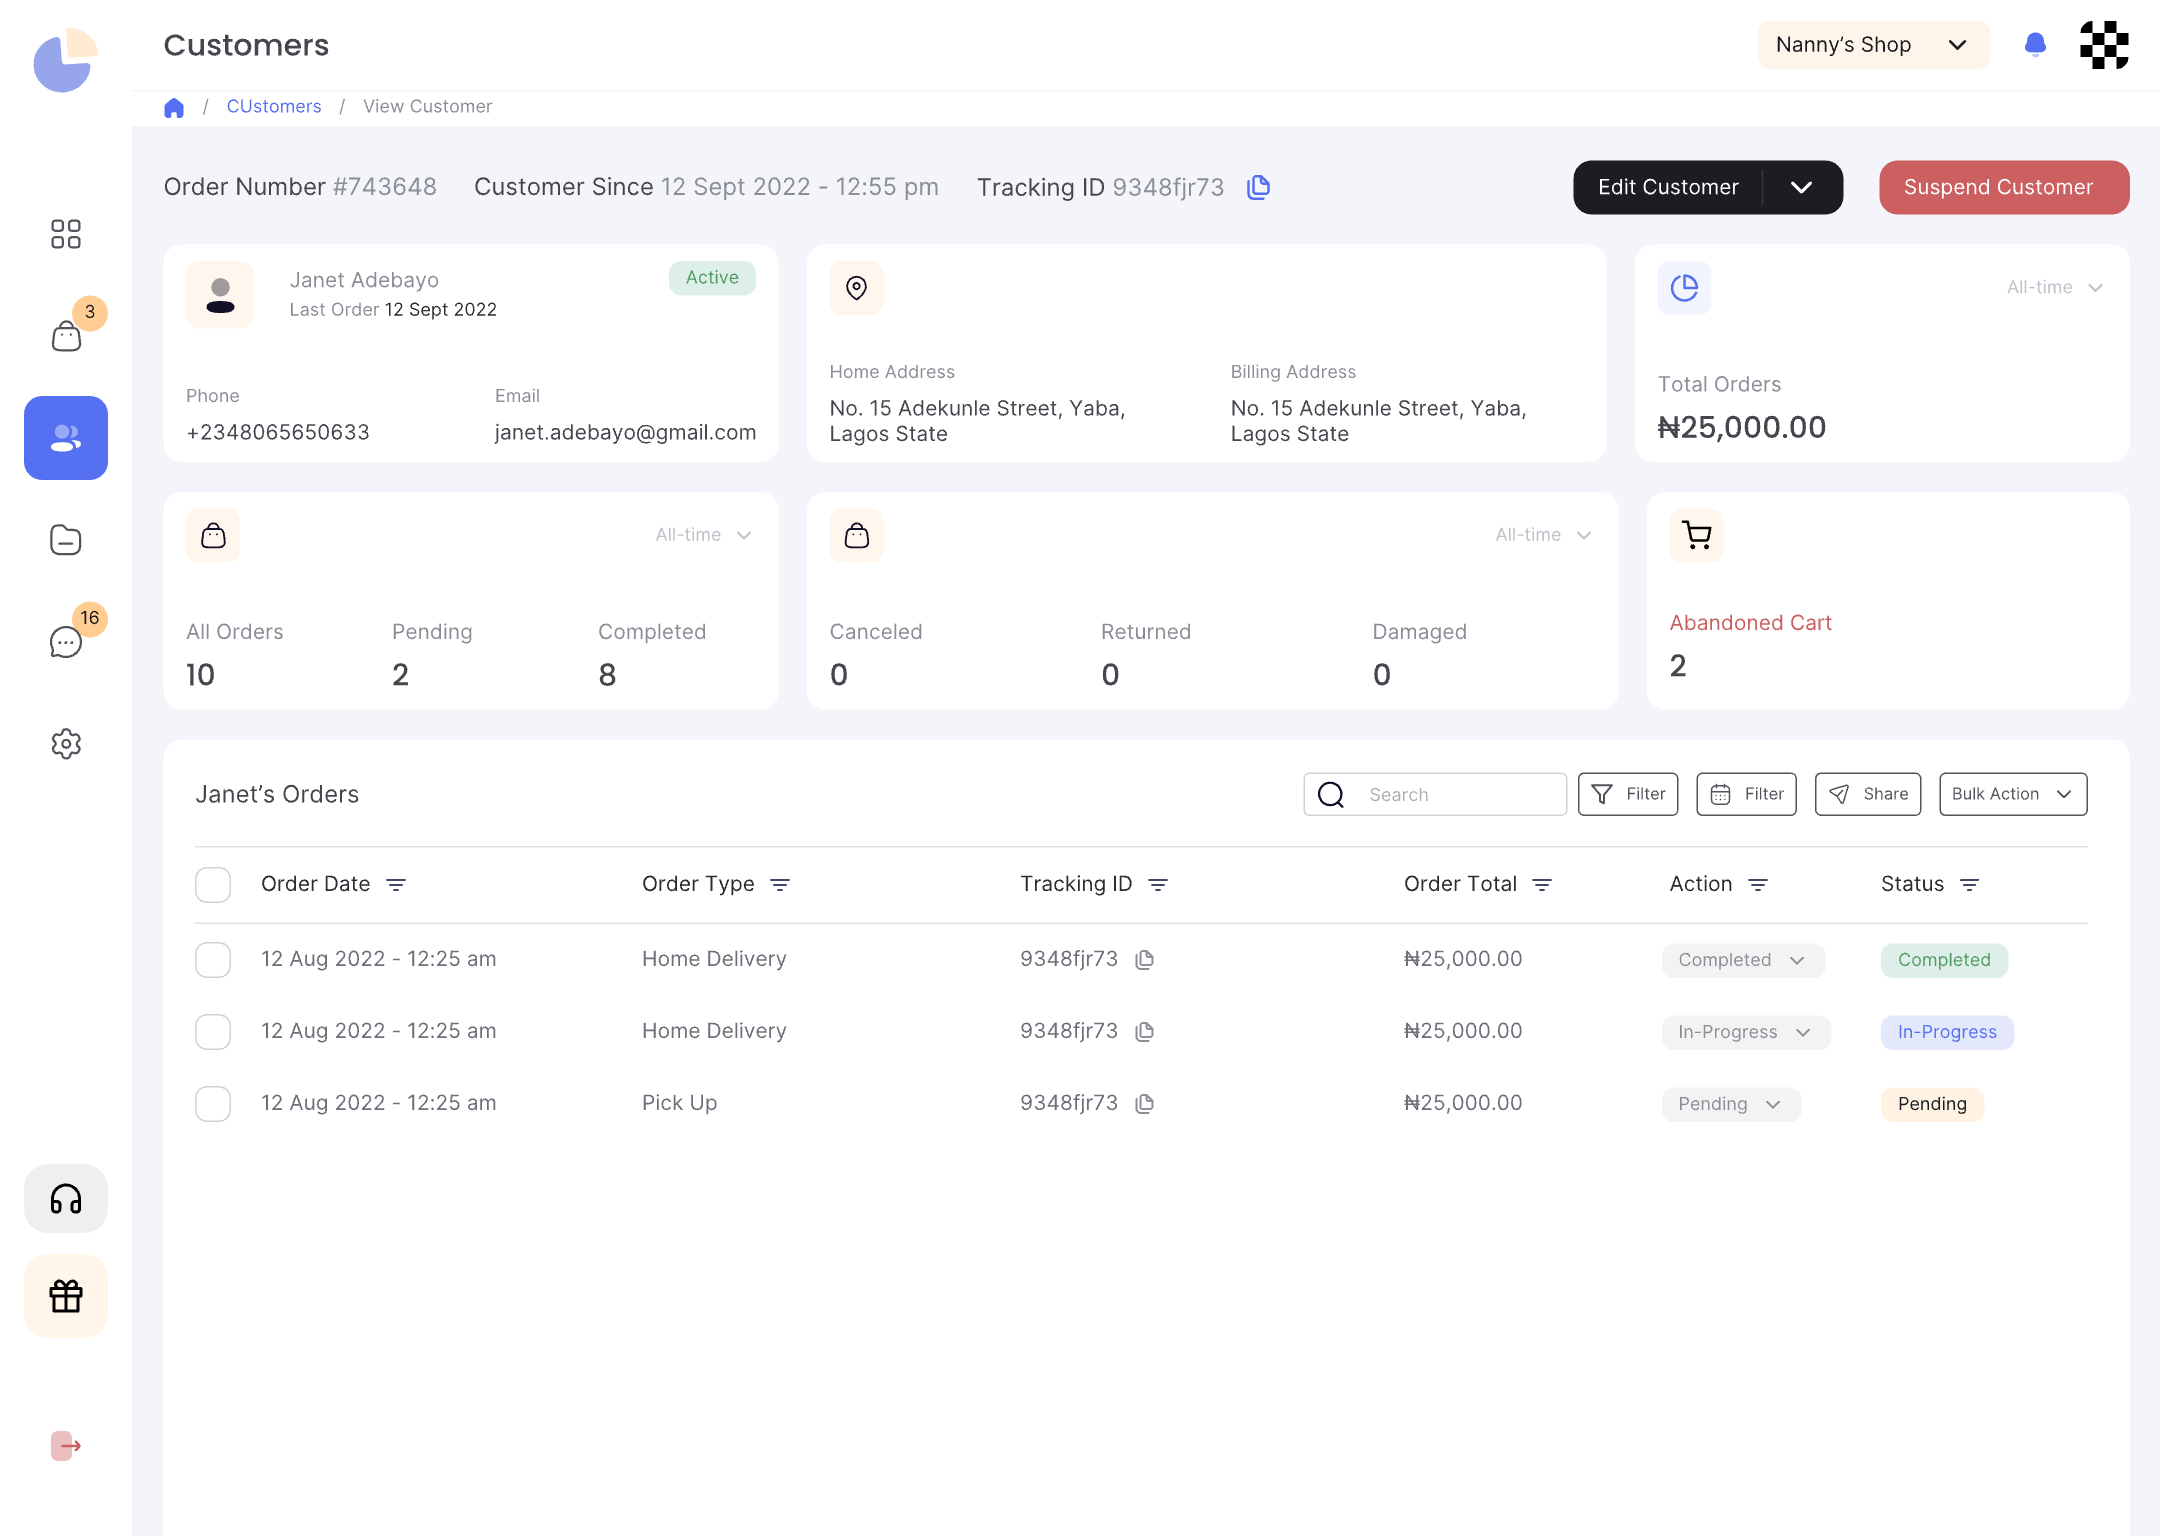 Customers
Nanny's Shop
/ CUstomers / View Customer
Order Number #743648 Customer Since 12 Sept 2022 - 12:55 pm Tracking ID 9348fjr73
Edit Customer
Suspend Customer
3
16
Janet Adebayo
Active
Last Order 12 Sept 2022
Phone
+2348065650633
Email
janet.adebayo@gmail.com
Home Address
No. 15 Adekunle Street, Yaba,
Lagos State
Billing Address
No. 15 Adekunle Street, Yaba,
Lagos State
All-time
Total Orders
₦25,000.00
All-time
All Orders
10
Pending
2
Completed
8
All-time
Canceled
0
Returned
0
Damaged
0
Abandoned Cart
2
Janet's Orders
Search
Filter
Filter
Share
Bulk Action
Order Date Order Type Tracking ID Order Total Action Status
12 Aug 2022 - 12:25 am Home Delivery 9348fjr73 ₦25,000.00 Completed Completed
12 Aug 2022 - 12:25 am Home Delivery 9348fjr73 ₦25,000.00 In-Progress In-Progress
12 Aug 2022 - 12:25 am Pick Up 9348fjr73 ₦25,000.00 Pending Pending